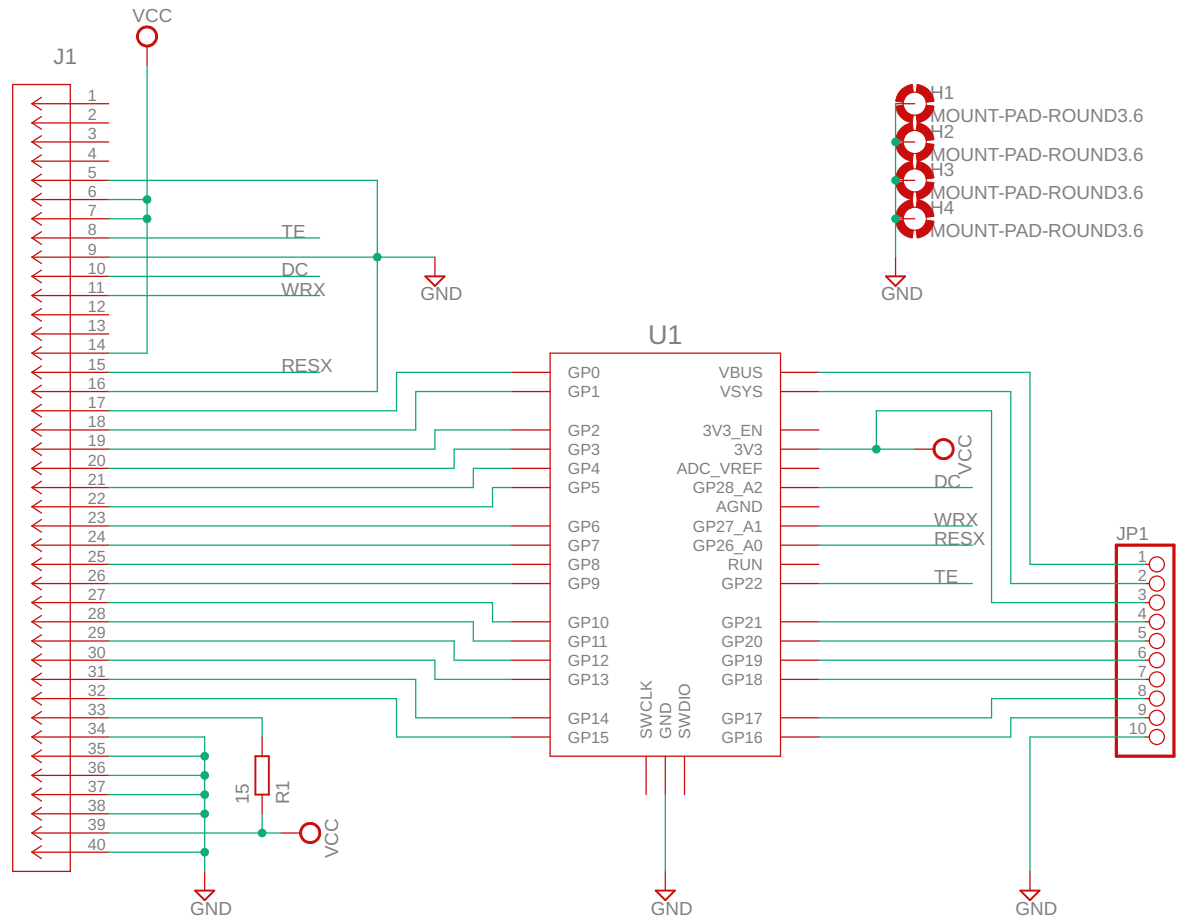 VCC
J1
1
2
3
4
5
6
7
8
9
10
11
12
13
14
15
16
17
18
19
20
21
22
23
24
25
26
27
28
29
30
31
32
33
34
35
36
37
38
39
40
TE
DC
WRX
RESX
GND
H1
MOUNT-PAD-ROUND3.6
H2
MOUNT-PAD-ROUND3.6
H3
MOUNT-PAD-ROUND3.6
H4
MOUNT-PAD-ROUND3.6
GND
U1
GP0
GP1
GP2
GP3
GP4
GP5
GP6
GP7
GP8
GP9
GP10
GP11
GP12
GP13
GP14
GP15
VBUS
VSYS
3V3_EN
3V3
ADC_VREF
GP28_A2
AGND
GP27_A1
GP26_A0
RUN
GP22
GP21
GP20
GP19
GP18
GP17
GP16
SWCLK
GND
SWDIO
VCC
DC
WRX
RESX
TE
JP1
1
2
3
4
5
6
7
8
9
10
15
R1
VCC
GND
GND
GND